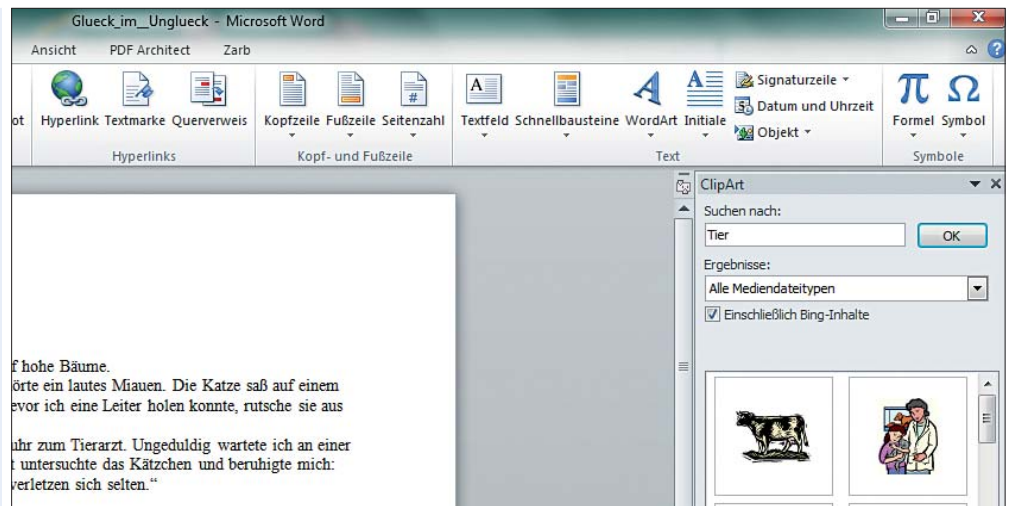 Glueck_im__Unglueck - Microsoft Word
Ansicht PDF Architect Zarb
Hyperlink Textmarke Querverweis
Kopfzeile Fußzeile Seitenzahl
Textfeld Schnellbausteine WordArt Initiale
Signaturzeile
Datum und Uhrzeit
Objekt
Formel Symbol
Hyperlinks Kopf- und Fußzeile Text Symbole
ClipArt
Suchen nach:
Tier OK
Ergebnisse:
Alle Mediendateitypen
Einschließlich Bing-Inhalte
hohe Bäume.
ein lautes Miauen. Die Katze saß auf einem
ich eine Leiter holen konnte, rutsche sie aus
zum Tierarzt. Ungeduldig wartete ich an einer
untersuchte das Kätzchen und beruhigte mich:
verletzen sich selten.“